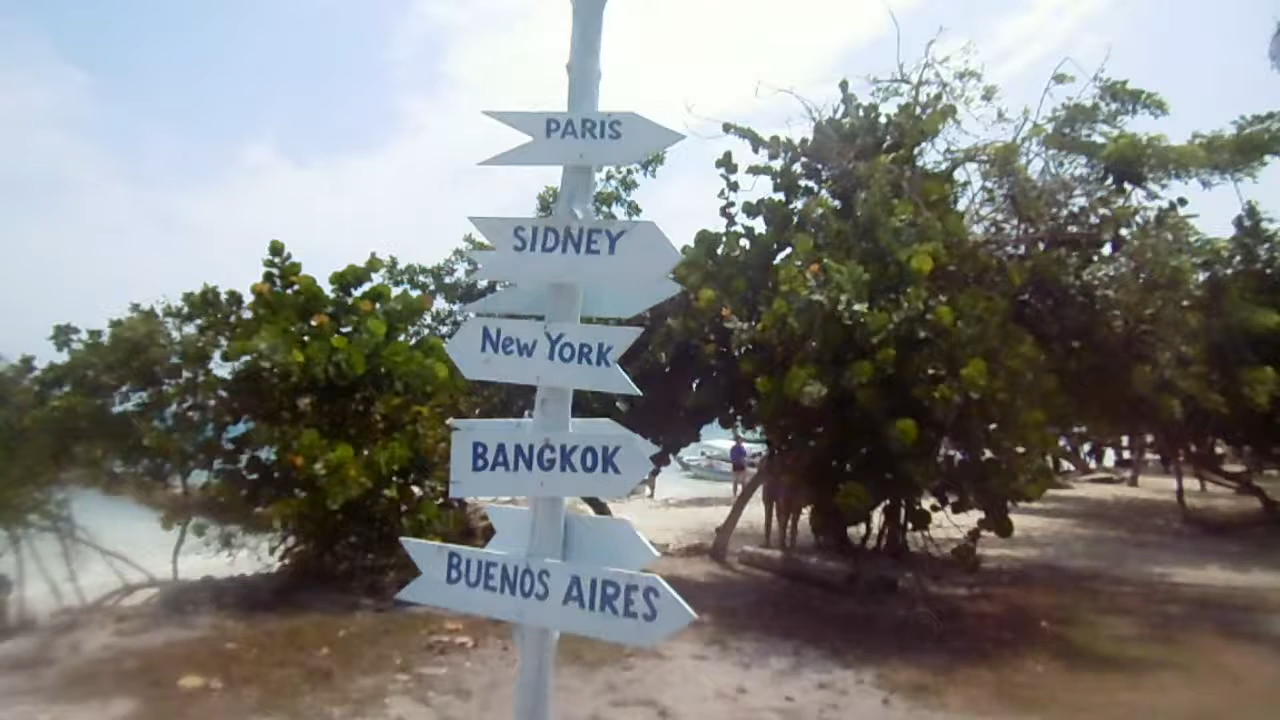 PARIS
SIDNEY
New YORK
BANGKOK
BUENOS AIRES